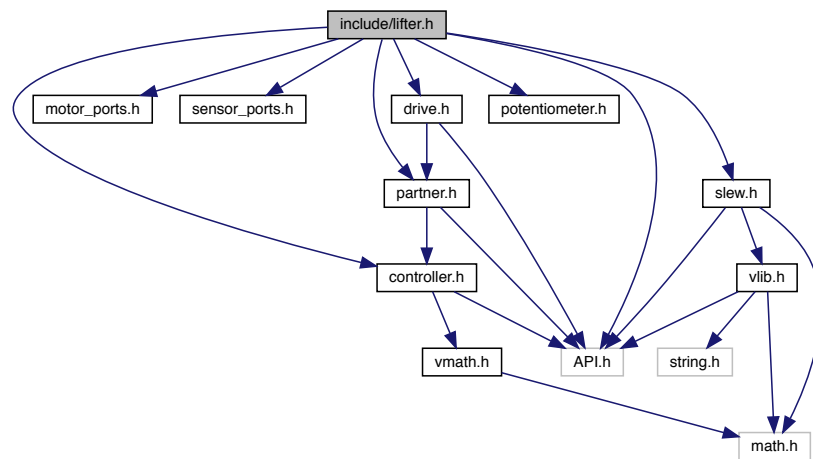 include/lifter.h
motor_ports.h
sensor_ports.h
drive.h
potentiometer.h
partner.h
slew.h
controller.h
vlib.h
vmath.h
API.h
string.h
math.h